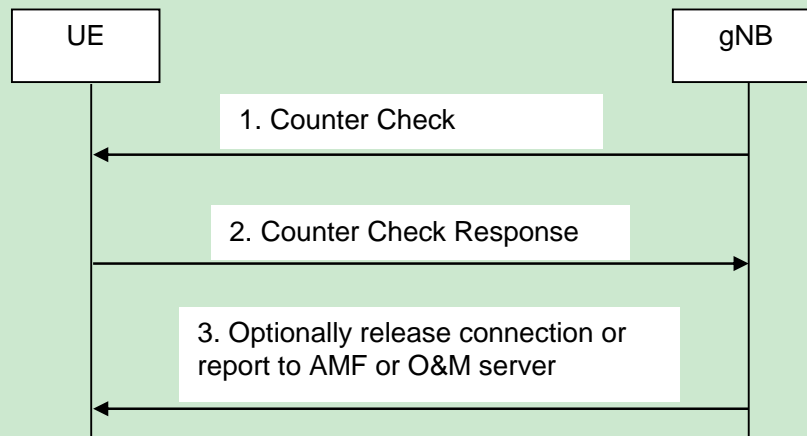 UE
gNB
1. Counter Check
2. Counter Check Response
3. Optionally release connection or
report to AMF or O&M server